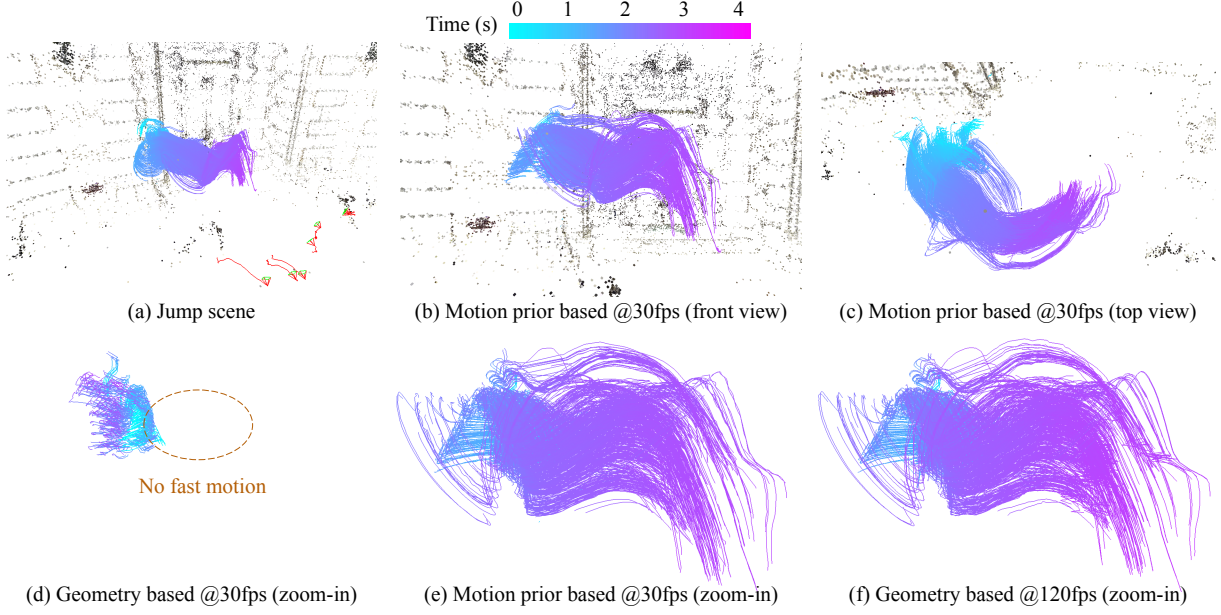 Time (s)
0 1 2 3 4
(a) Jump scene
(b) Motion prior based @30fps (front view)
(c) Motion prior based @30fps (top view)
No fast motion
(d) Geometry based @30fps (zoom-in)
(e) Motion prior based @30fps (zoom-in)
(f) Geometry based @120fps (zoom-in)